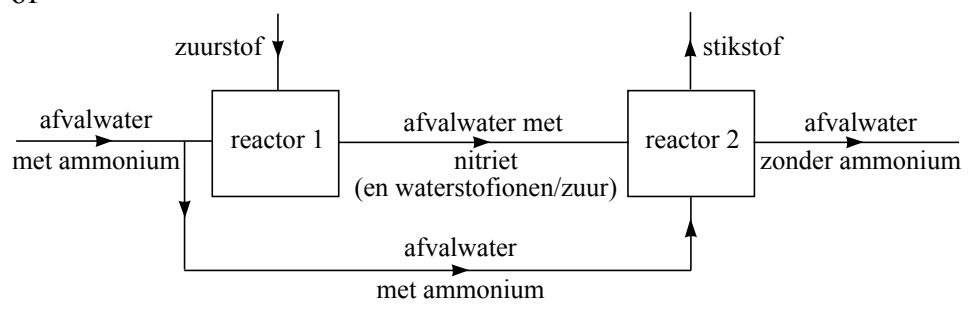 of
zuurstof
stikstof
afvalwater
met ammonium
reactor 1
afvalwater met
nitriet
(en waterstofionen/zuur)
reactor 2
afvalwater
zonder ammonium
afvalwater
met ammonium